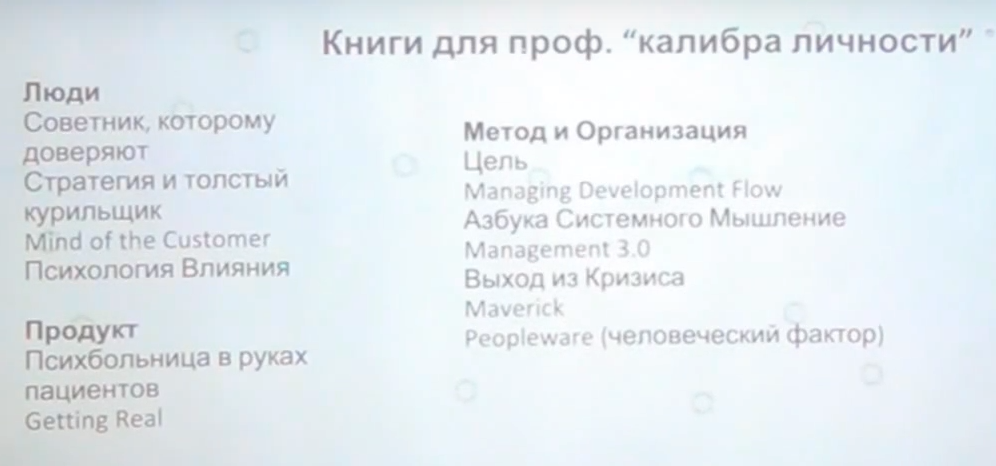 Книги для проф. “калибра личности”
Люди
Советник, которому
доверяют
Стратегия и толстый
курильщик
Mind of the Customer
Психология Влияния
Продукт
Психбольница в руках
пациентов
Getting Real
Метод и Организация
Цель
Managing Development Flow
Азбука Системного Мышление
Management 3.0
Выход из Кризиса
Maverick
Peopleware (человеческий фактор)